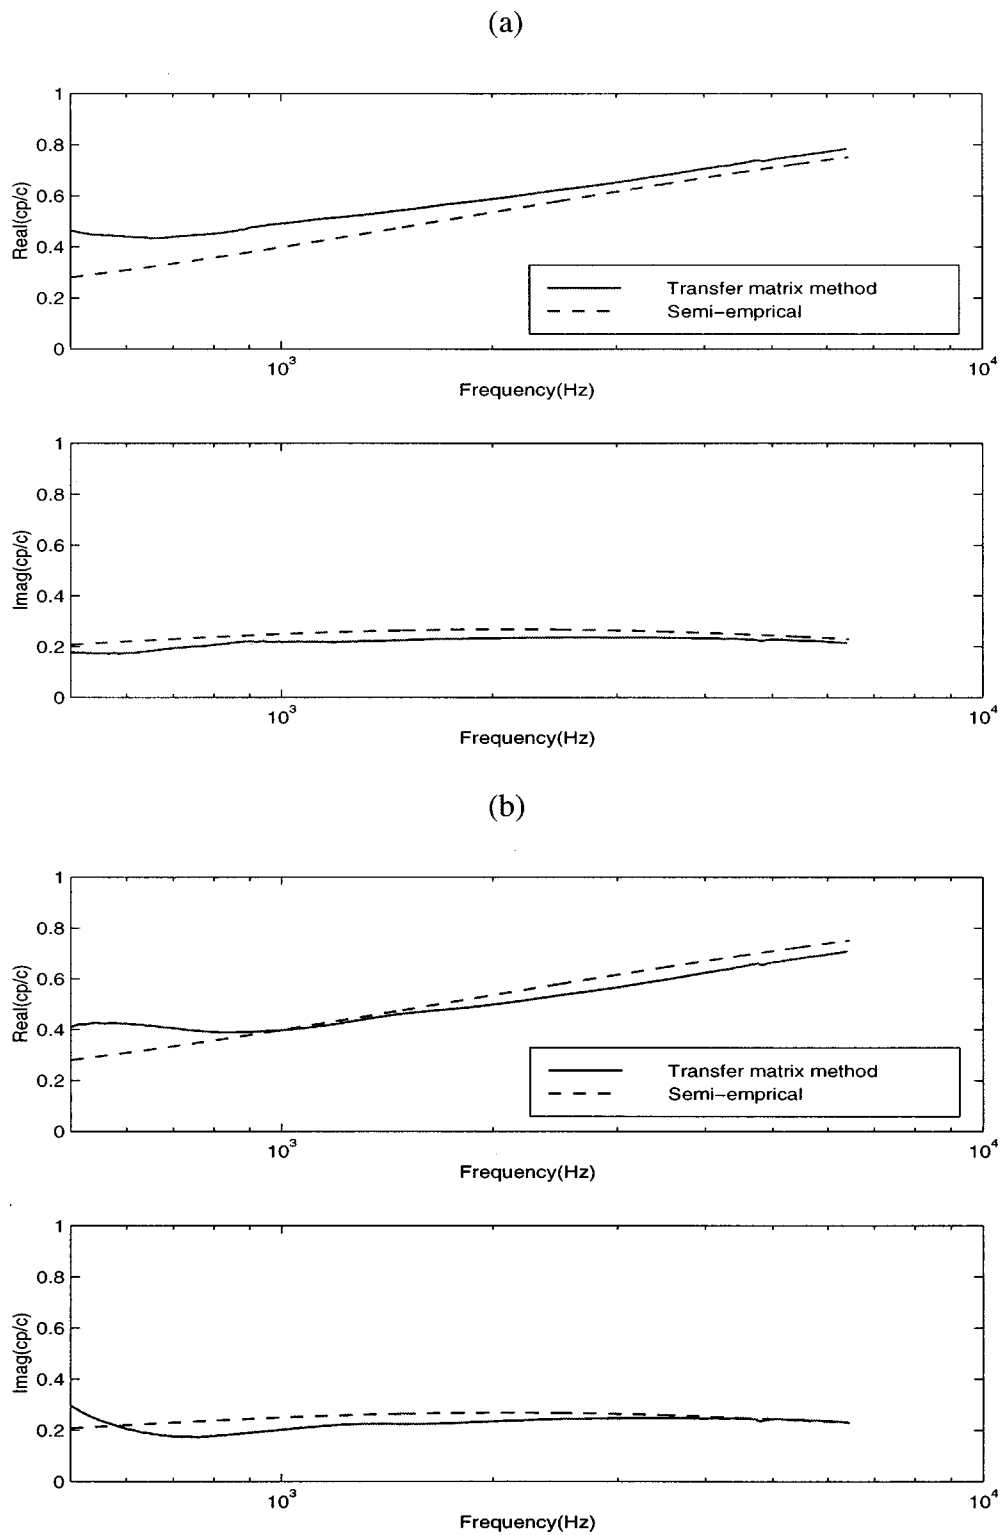 (a)
1
0.8
0.6
0.4
0.2
0
Real(cp/c)
Transfer matrix method
Semi-emprical
10³ 10⁴
Frequency(Hz)
1
0.8
0.6
0.4
0.2
0
Imag(cp/c)
10³ 10⁴
Frequency(Hz)
(b)
1
0.8
0.6
0.4
0.2
0
Real(cp/c)
Transfer matrix method
Semi-emprical
10³ 10⁴
Frequency(Hz)
1
0.8
0.6
0.4
0.2
0
Imag(cp/c)
10³ 10⁴
Frequency(Hz)